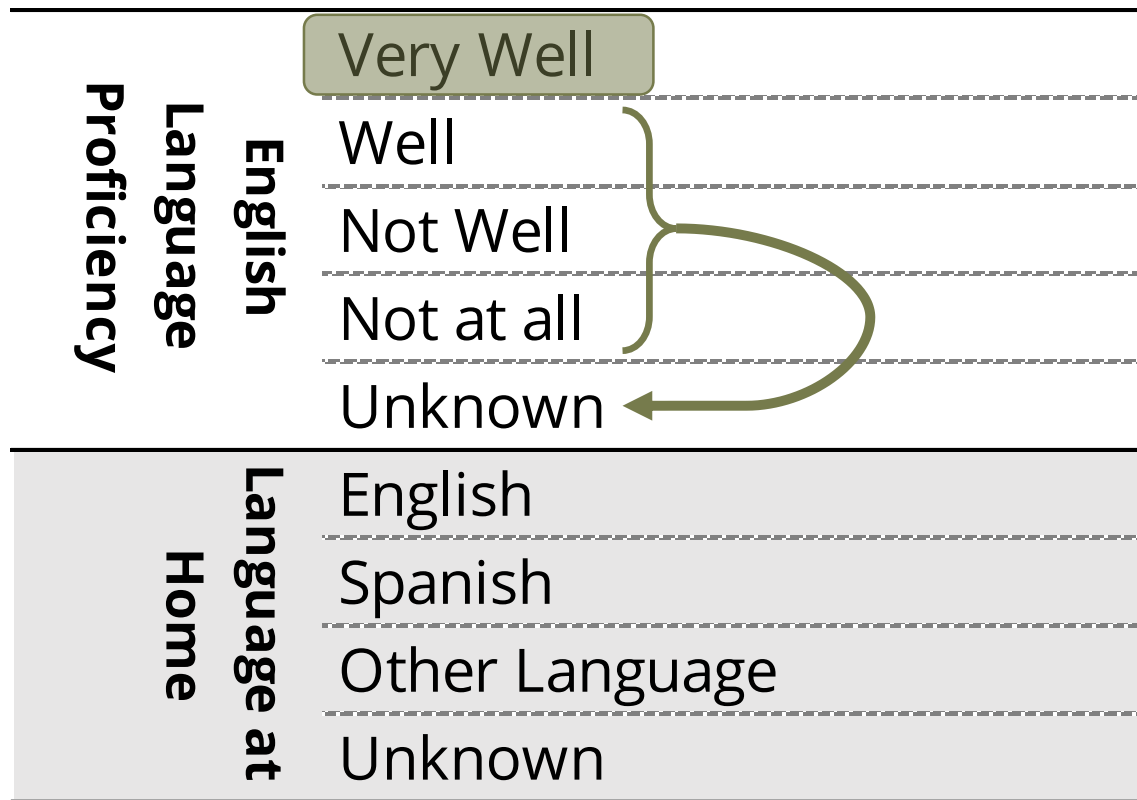 English
Language
Proficiency
Very Well
Well
Not Well
Not at all
Unknown
Language at
Home
English
Spanish
Other Language
Unknown